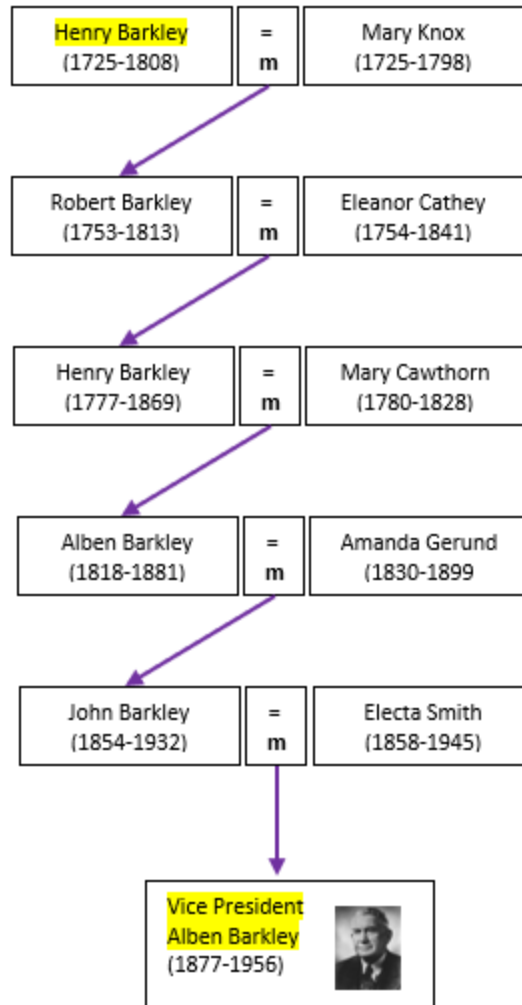 Henry Barkley
(1725-1808)
=
m
Mary Knox
(1725-1798)
Robert Barkley
(1753-1813)
=
m
Eleanor Cathey
(1754-1841)
Henry Barkley
(1777-1869)
=
m
Mary Cawthorn
(1780-1828)
Alben Barkley
(1818-1881)
=
m
Amanda Gerund
(1830-1899
John Barkley
(1854-1932)
=
m
Electa Smith
(1858-1945)
Vice President
Alben Barkley
(1877-1956)